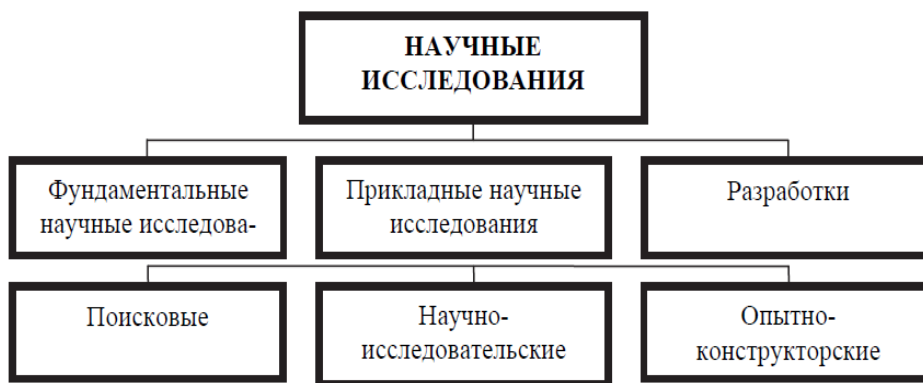 НАУЧНЫЕ
ИССЛЕДОВАНИЯ
Фундаментальные
научные исследова-
Прикладные научные
исследования
Разработки
Поисковые
Научно-
исследовательские
Опытно-
конструкторские